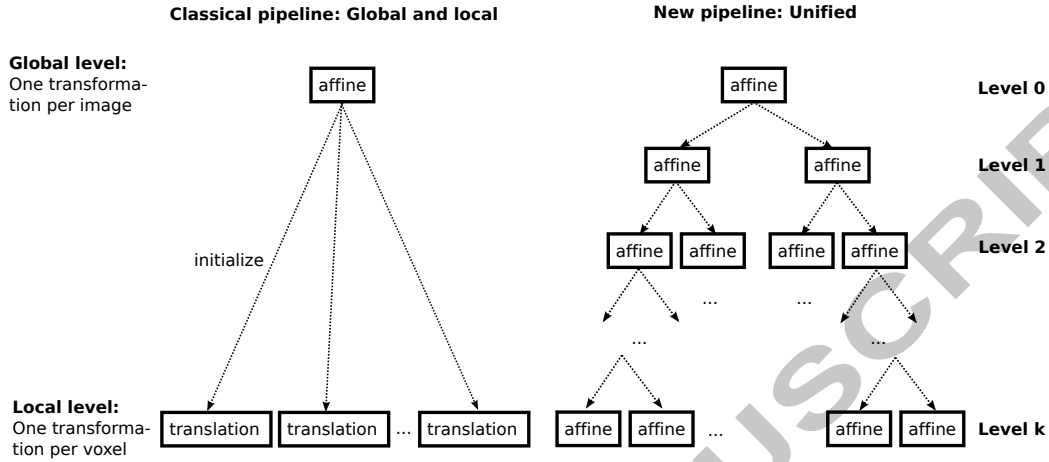 Classical pipeline: Global and local
New pipeline: Unified
Global level:
One transforma-
tion per image
affine
affine
Level 0
affine
affine
Level 1
initialize
affine
affine
affine
affine
Level 2
...
...
...
...
Local level:
One transforma-
tion per voxel
translation
translation
...
translation
affine
affine
...
affine
affine
Level k